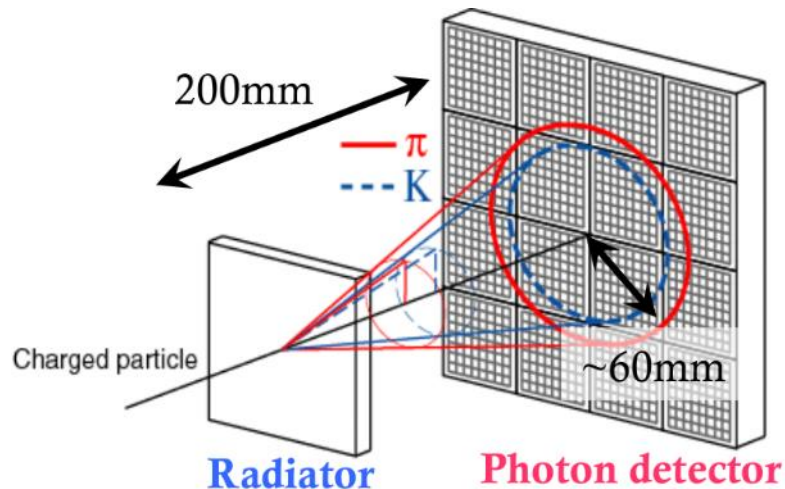 200mm
π
K
Charged particle
~60mm
Radiator
Photon detector